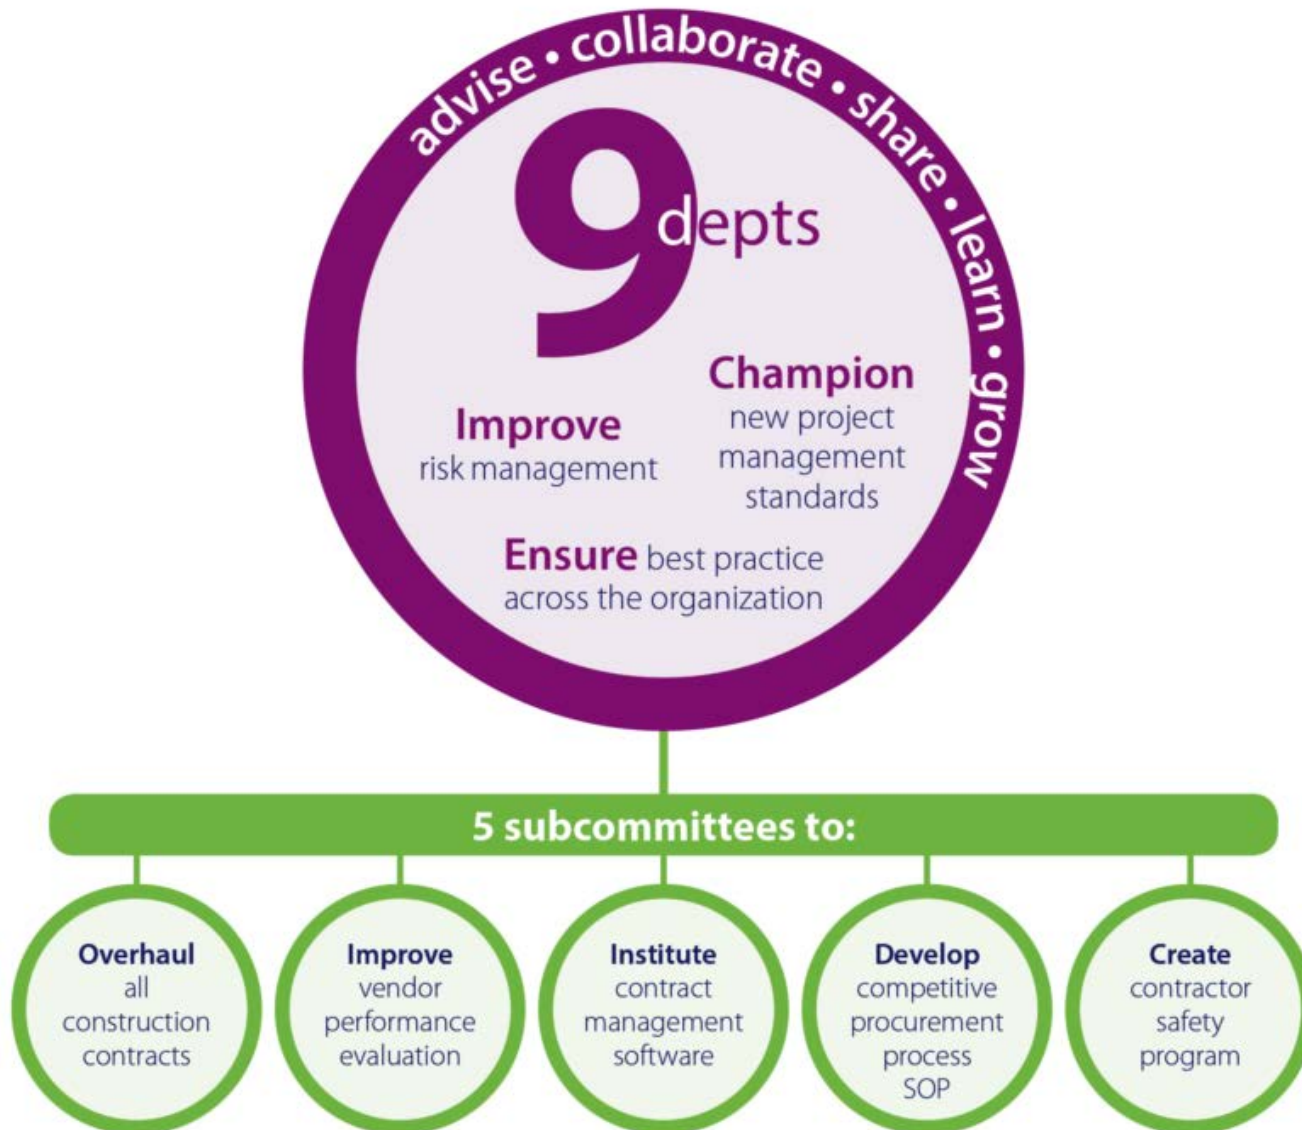 advise • collaborate • share • learn • grow
9 depts
Improve
risk management
Champion
new project
management
standards
Ensure best practice
across the organization
5 subcommittees to:
Overhaul
all
construction
contracts
Improve
vendor
performance
evaluation
Institute
contract
management
software
Develop
competitive
procurement
process
SOP
Create
contractor
safety
program